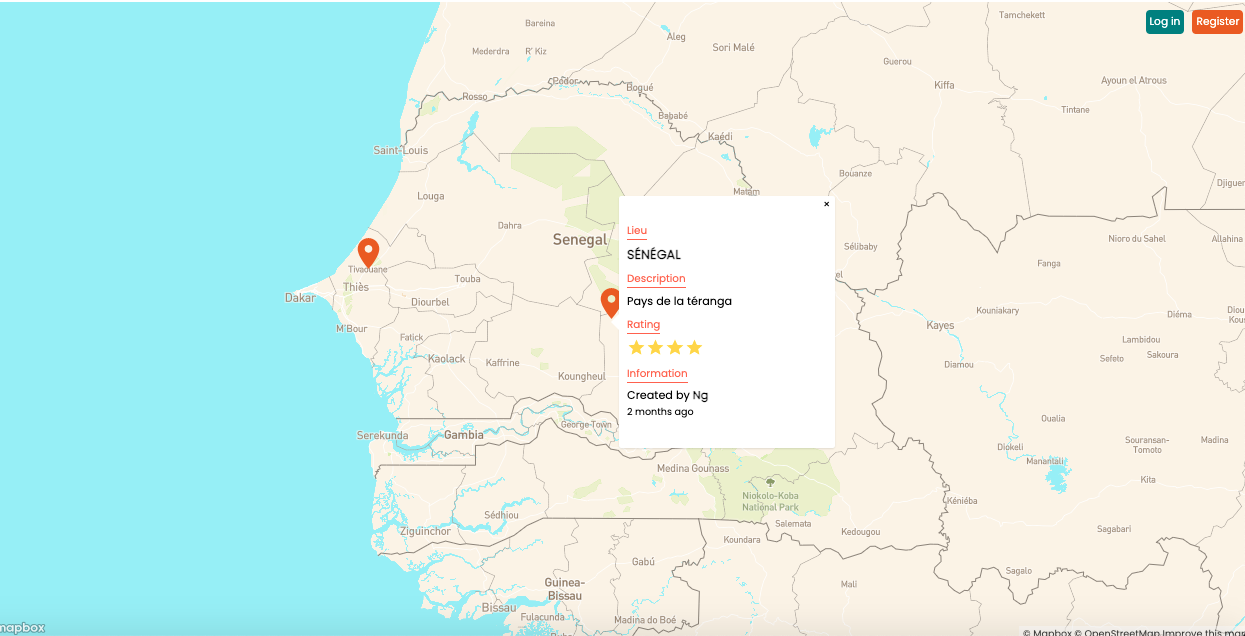 Log in
Register
Tamchekett
Bareina
Aleg
Sori Malé
Mederdra
R' Kiz
Guerou
Kiffa
Ayoun el Atrous
Podor
Bogué
Rosso
Tintane
Bababé
Kaédi
Saint-Louis
Bouanze
Djiguer
Matam
Louga
Dahra
Senegal
Sélibaby
Nioro du Sahel
Allahina
Fanga
Tivaouane
Thiès
Touba
Dakar
Diourbel
Kouniakary
Diéma
M'Bour
Fatick
Kayes
Lambidou
Sefeto
Sakoura
Kaolack
Kaffrine
Diamou
Koungheul
×
Lieu
SÉNÉGAL
Description
Pays de la téranga
Rating
Information
Created by Ng
2 months ago
Oualia
George-Town
Serekunda
Gambia
Diokeli
Souransan-
Tomoto
Madina
Manantali
Medina Gounass
Kita
Niokolo-Koba
National Park
Kéniéba
Sédhiou
Salemata
Ziguinchor
Kedougou
Koundara
Sagabari
Gabú
Sagalo
Guinea-
Bissau
Mali
Bissau
Fulacunda
Madina do Boé
mapbox
© Mapbox © OpenStreetMap Improve this